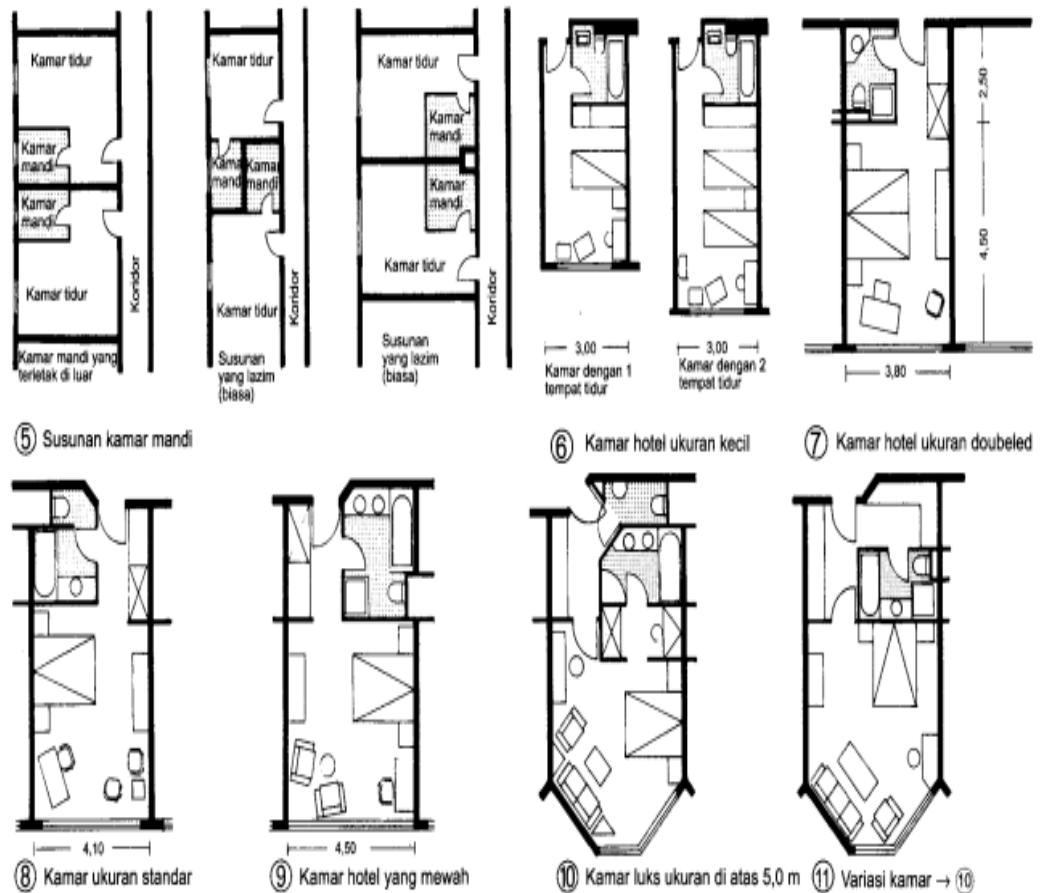 Kamar tidur
Kamar
mandi
Kamar
mandi
Kamar tidur
Koridor
Kamar mandi yang
terletak di luar
Kamar tidur
Kamar
mandi
Kamar
mandi
Kamar tidur
Koridor
Susunan
yang lazim
(biasa)
Kamar tidur
Kamar
mandi
Kamar
mandi
Kamar tidur
Koridor
Susunan
yang lazim
(biasa)
⑤ Susunan kamar mandi
3,00
Kamar dengan 1
tempat tidur
3,00
Kamar dengan 2
tempat tidur
⑥ Kamar hotel ukuran kecil
2,50
4,50
3,80
⑦ Kamar hotel ukuran doubeled
4,10
⑧ Kamar ukuran standar
4,50
⑨ Kamar hotel yang mewah
⑩ Kamar luks ukuran di atas 5,0 m
⑪ Variasi kamar → ⑩